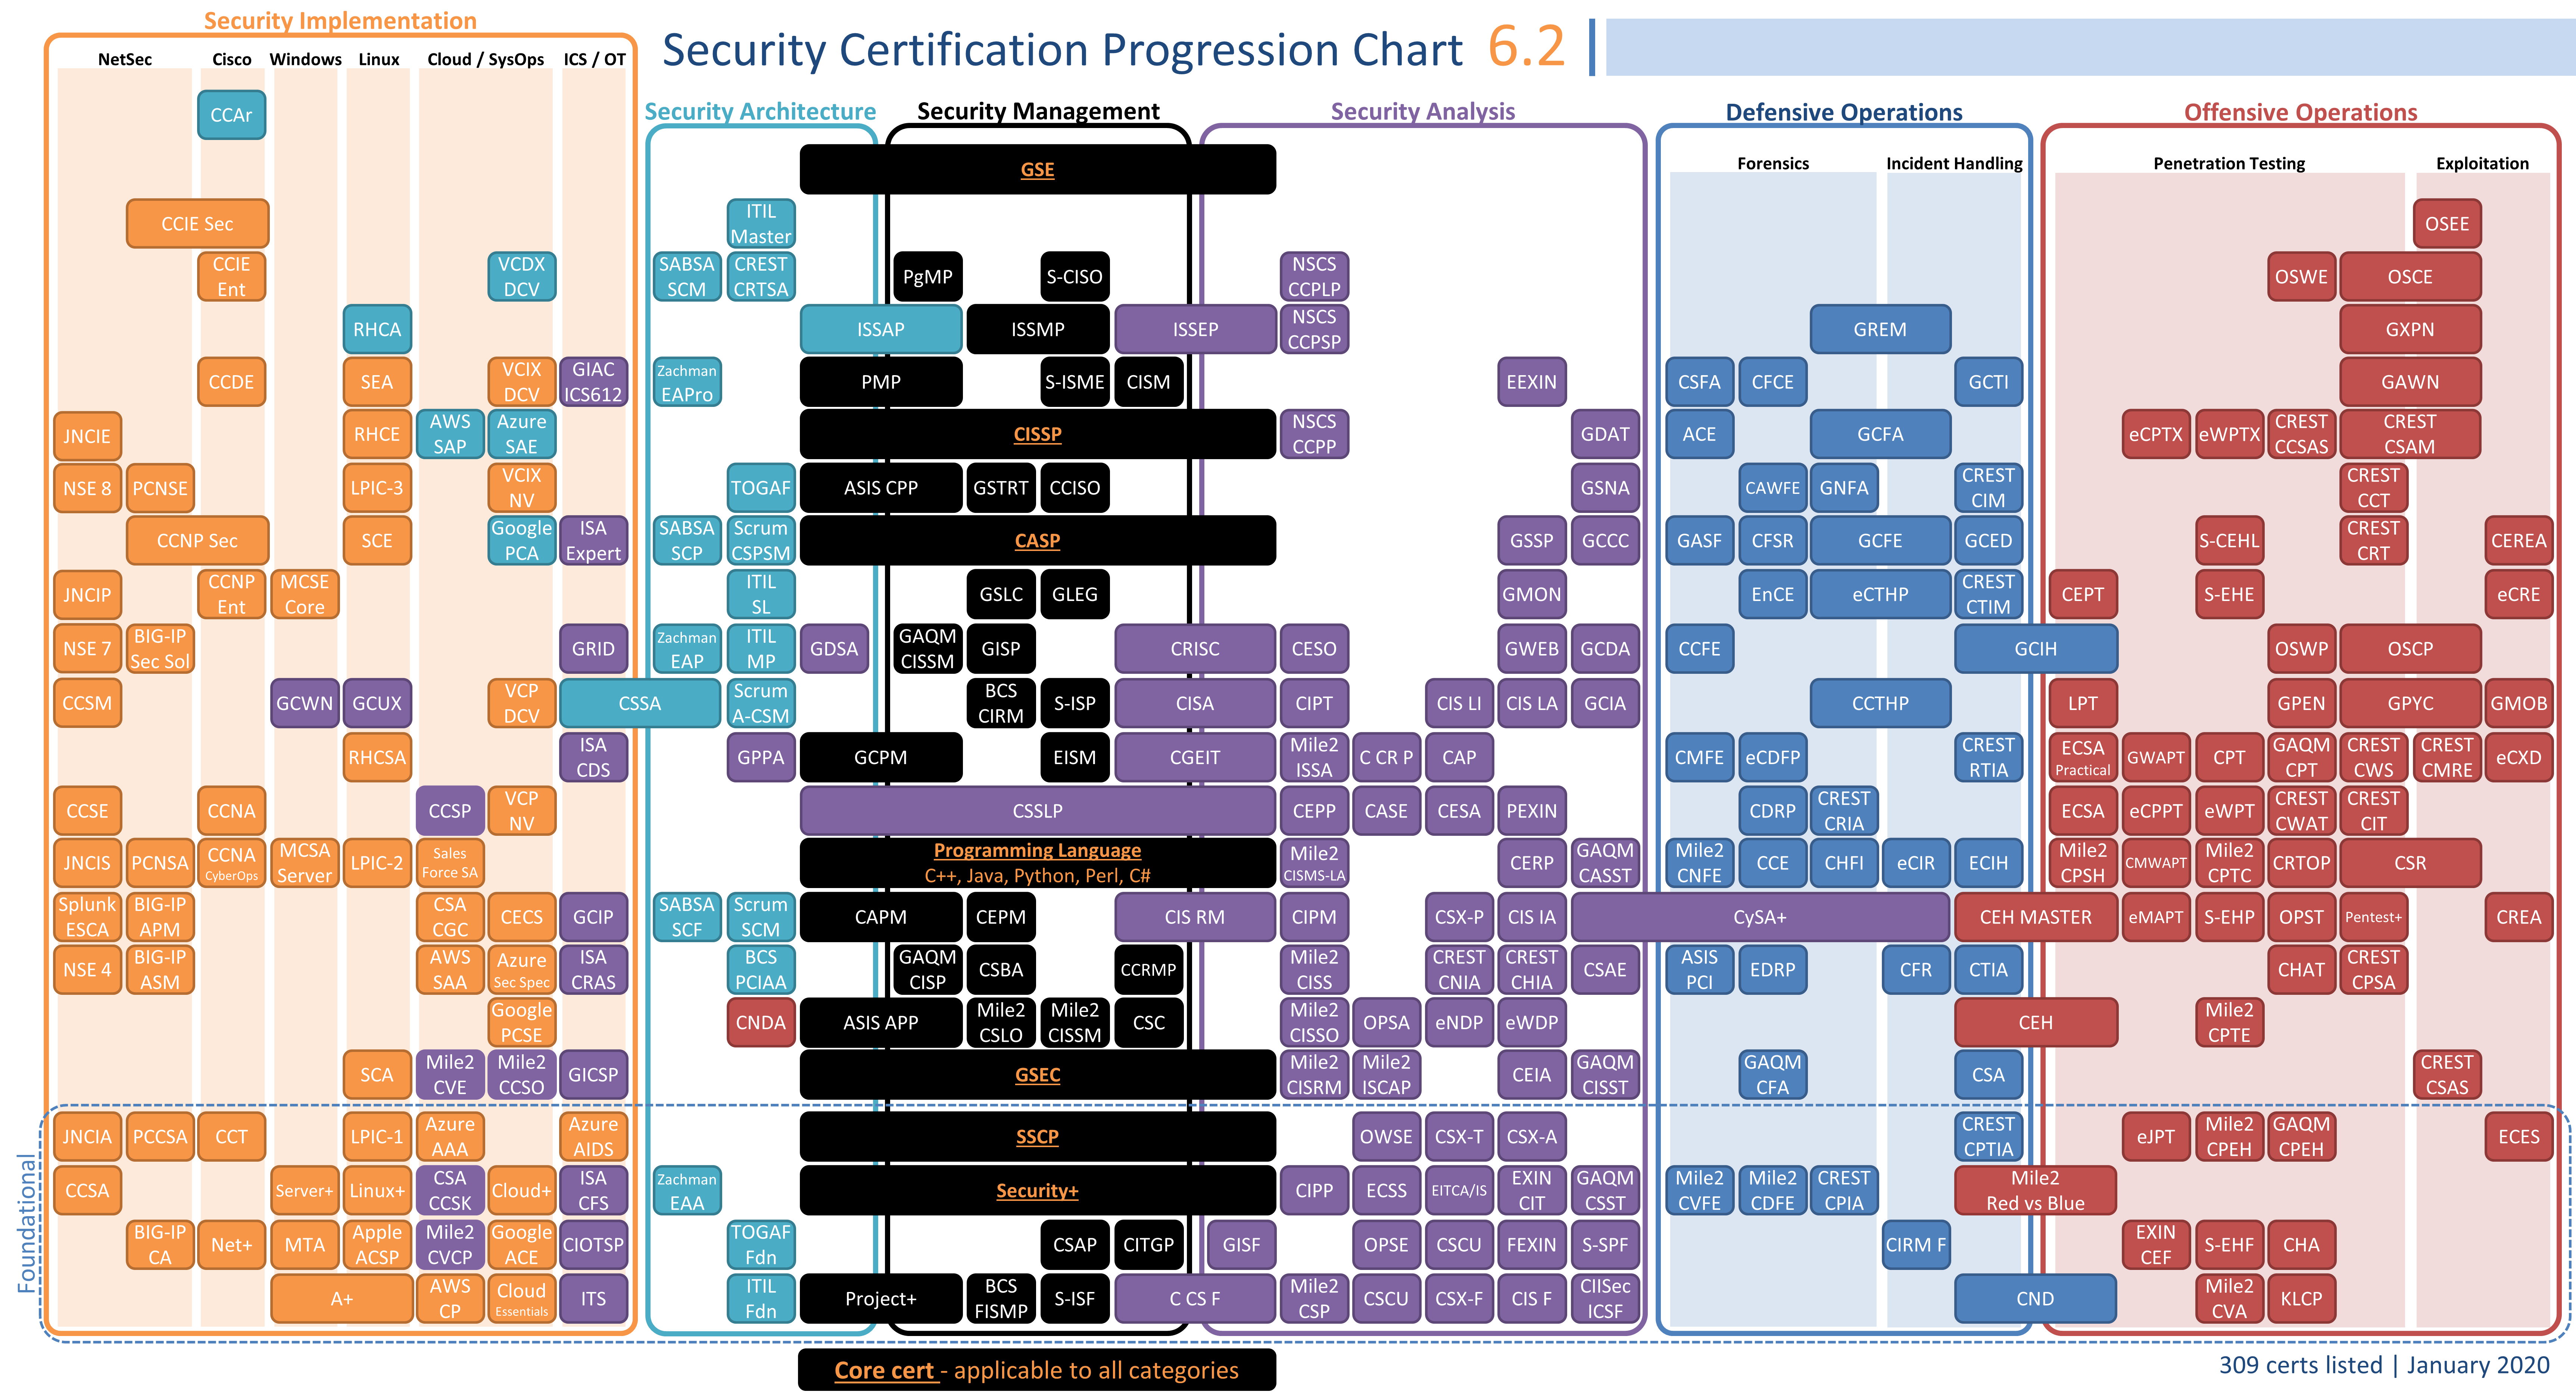 Security Implementation
Security Certification Progression Chart 6.2
NetSec
Cisco
Windows
Linux
Cloud / SysOps
ICS / OT
Security Architecture
Security Management
Security Analysis
Defensive Operations
Offensive Operations
Forensics
Incident Handling
Penetration Testing
Exploitation
CCAr
GSE
CCIE Sec
ITIL
Master
OSEE
CCIE
Ent
VCDX
DCV
SABSA
SCM
CREST
CRTSA
PgMP
S-CISO
NSCS
CCPLP
OSWE
OSCE
RHCA
ISSAP
ISSMP
ISSEP
NSCS
CCPSP
GREM
GXPN
CCDE
SEA
VCIX
DCV
GIAC
ICS612
Zachman
EAPro
PMP
S-ISME
CISM
EEXIN
CSFA
CFCE
GCTI
GAWN
JNCIE
RHCE
AWS
SAP
Azure
SAE
CISSP
NSCS
CCPP
GDAT
ACE
GCFA
eCPTX
eWPTX
CREST
CCSAS
CREST
CSAM
NSE 8
PCNSE
LPIC-3
VCIX
NV
TOGAF
ASIS CPP
GSTRT
CCISO
GSNA
CAWFE
GNFA
CREST
CIM
CREST
CCT
CCNP Sec
SCE
Google
PCA
ISA
Expert
SABSA
SCP
Scrum
CSPSM
CASP
GSSP
GCCC
GASF
CFSR
GCFE
GCED
S-CEHL
CREST
CRT
CEREA
JNCIP
CCNP
Ent
MCSE
Core
ITIL
SL
GSLC
GLEG
GMON
EnCE
eCTHP
CREST
CTIM
CEPT
S-EHE
eCRE
NSE 7
BIG-IP
Sec Sol
GRID
Zachman
EAP
ITIL
MP
GDSA
GAQM
CISSM
GISP
CRISC
CESO
GWEB
GCDA
CCFE
GCIH
OSWP
OSCP
CCSM
GCWN
GCUX
VCP
DCV
CSSA
Scrum
A-CSM
BCS
CIRM
S-ISP
CISA
CIPT
CIS LI
CIS LA
GCIA
CCTHP
LPT
GPEN
GPYC
GMOB
RHCSA
ISA
CDS
GPPA
GCPM
EISM
CGEIT
Mile2
ISSA
C CR P
CAP
CMFE
eCDFP
CREST
RTIA
ECSA
Practical
GWAPT
CPT
GAQM
CPT
CREST
CWS
CREST
CMRE
eCXD
CCSE
CCNA
CCSP
VCP
NV
CSSLP
CEPP
CASE
CESA
PEXIN
CDRP
CREST
CRIA
ECSA
eCPPT
eWPT
CREST
CWAT
CREST
CIT
JNCIS
PCNSA
CCNA
CyberOps
MCSA
Server
LPIC-2
Sales
Force SA
Programming Language
C++, Java, Python, Perl, C#
Mile2
CISMS-LA
CERP
GAQM
CASST
Mile2
CNFE
CCE
CHFI
eCIR
ECIH
Mile2
CPSH
CMWAPT
Mile2
CPTC
CRTOP
CSR
Splunk
ESCA
BIG-IP
APM
CSA
CGC
CECS
GCIP
SABSA
SCF
Scrum
SCM
CAPM
CEPM
CIS RM
CIPM
CSX-P
CIS IA
CySA+
CEH MASTER
eMAPT
S-EHP
OPST
Pentest+
CREA
NSE 4
BIG-IP
ASM
AWS
SAA
Azure
Sec Spec
ISA
CRAS
BCS
PCIAA
GAQM
CISP
CSBA
CCRMP
Mile2
CISS
CREST
CNIA
CREST
CHIA
CSAE
ASIS
PCI
EDRP
CFR
CTIA
CHAT
CREST
CPSA
Google
PCSE
CNDA
ASIS APP
Mile2
CSLO
Mile2
CISSM
CSC
Mile2
CISSO
OPSA
eNDP
eWDP
CEH
Mile2
CPTE
SCA
Mile2
CVE
Mile2
CCSO
GICSP
GSEC
Mile2
CISRM
Mile2
ISCAP
CEIA
GAQM
CISST
GAQM
CFA
CSA
CREST
CSAS
Foundational
JNCIA
PCCSA
CCT
LPIC-1
Azure
AAA
Azure
AIDS
SSCP
OWSE
CSX-T
CSX-A
CREST
CPTIA
eJPT
Mile2
CPEH
GAQM
CPEH
ECES
CCSA
Server+
Linux+
CSA
CCSK
Cloud+
ISA
CFS
Zachman
EAA
Security+
CIPP
ECSS
EITCA/IS
EXIN
CIT
GAQM
CSST
Mile2
CVFE
Mile2
CDFE
CREST
CPIA
Mile2
Red vs Blue
BIG-IP
CA
Net+
MTA
Apple
ACSP
Mile2
CVCP
Google
ACE
CIOTSP
TOGAF
Fdn
CSAP
CITGP
GISF
OPSE
CSCU
FEXIN
S-SPF
CIRM F
EXIN
CEF
S-EHF
CHA
A+
AWS
CP
Cloud
Essentials
ITS
ITIL
Fdn
Project+
BCS
FISMP
S-ISF
C CS F
Mile2
CSP
CSCU
CSX-F
CIS F
CIISec
ICSF
CND
Mile2
CVA
KLCP
Core cert - applicable to all categories
309 certs listed | January 2020